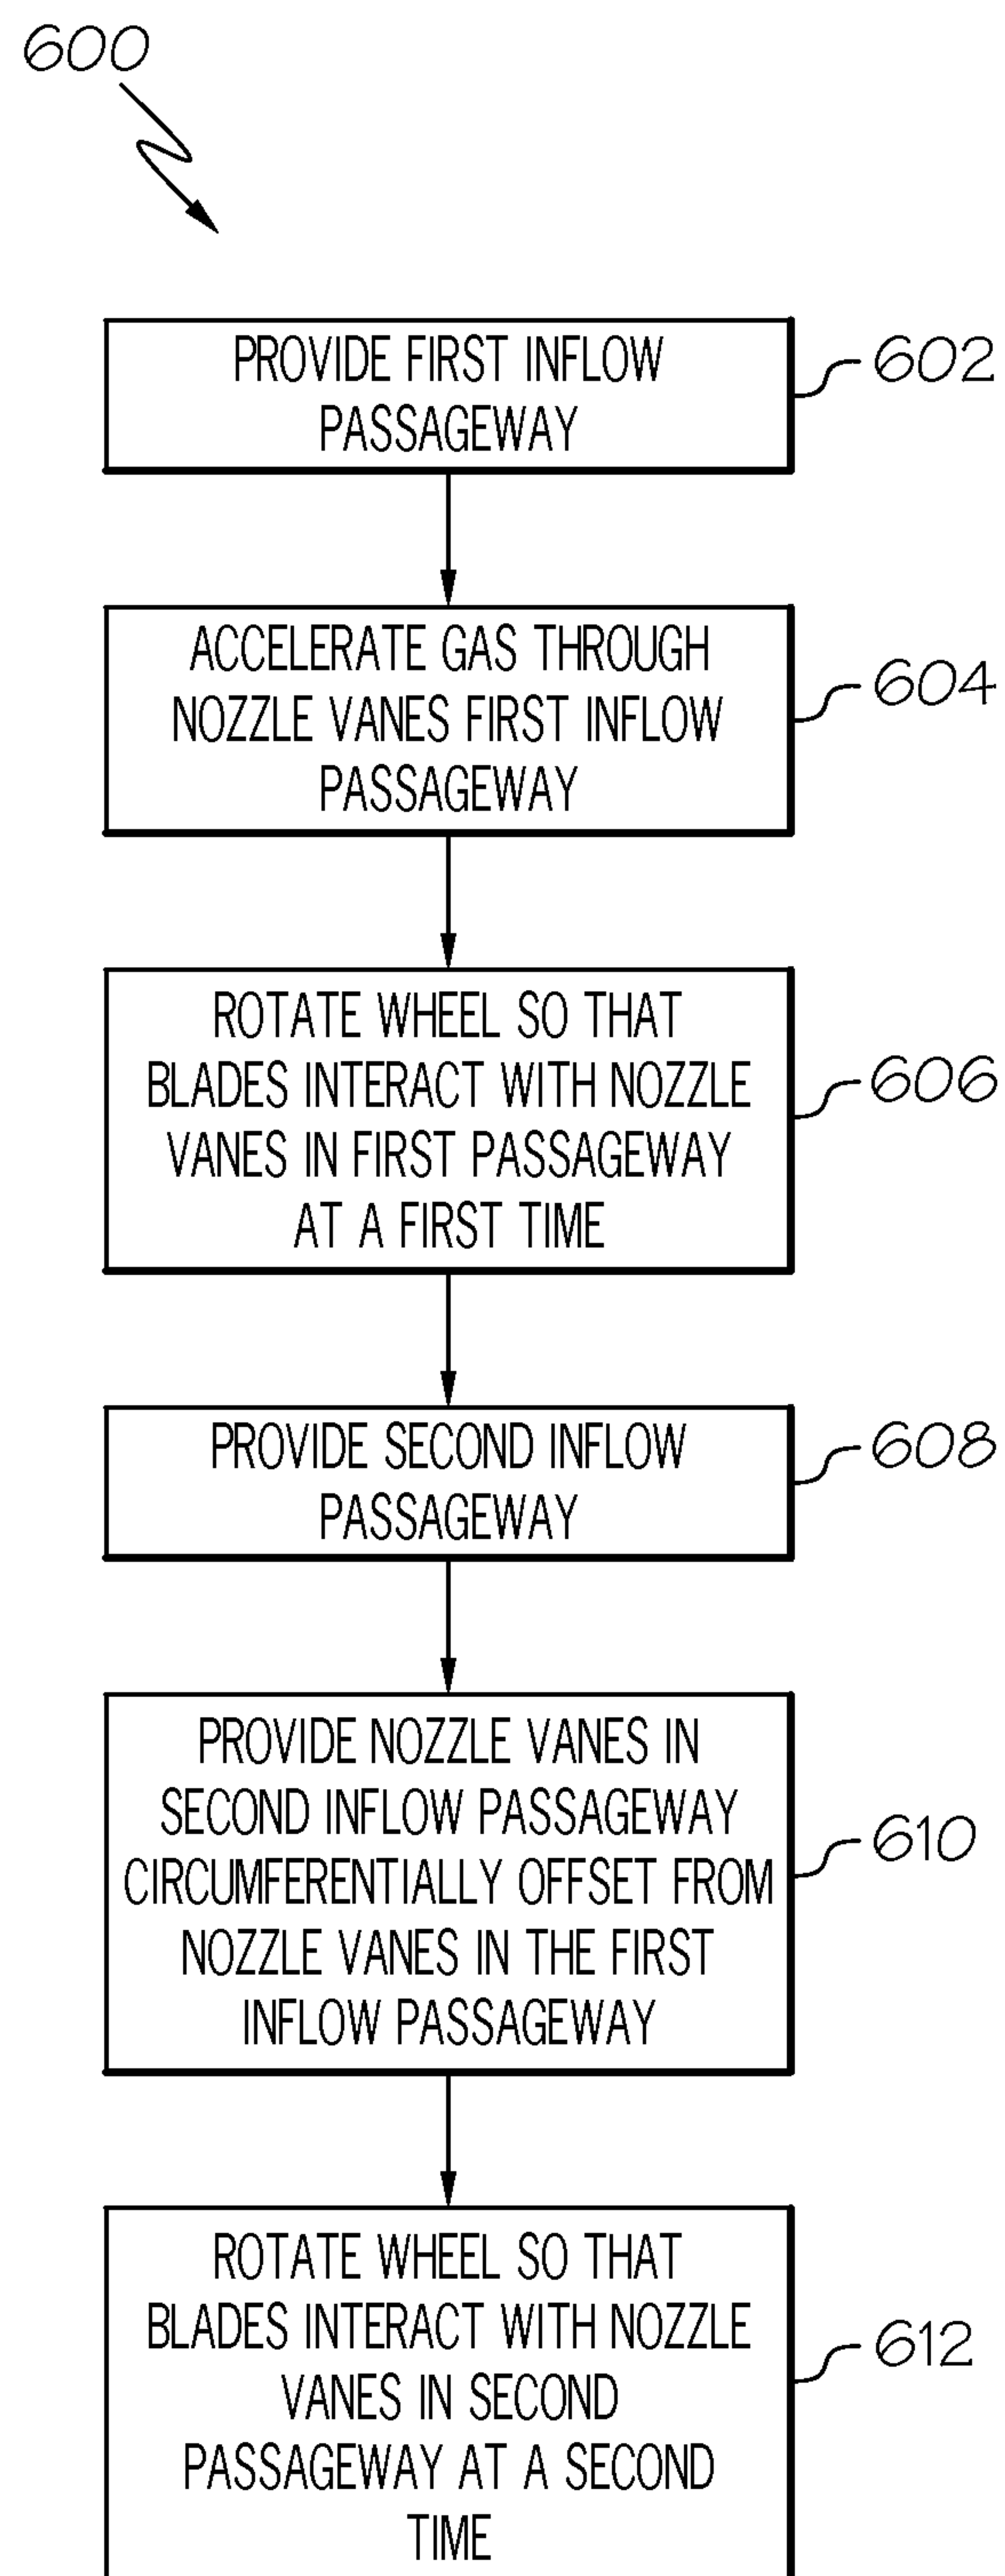 600
PROVIDE FIRST INFLOW
PASSAGEWAY
602
ACCELERATE GAS THROUGH
NOZZLE VANES FIRST INFLOW
PASSAGEWAY
604
ROTATE WHEEL SO THAT
BLADES INTERACT WITH NOZZLE
VANES IN FIRST PASSAGEWAY
AT A FIRST TIME
606
PROVIDE SECOND INFLOW
PASSAGEWAY
608
PROVIDE NOZZLE VANES IN
SECOND INFLOW PASSAGEWAY
CIRCUMFERENTIALLY OFFSET FROM
NOZZLE VANES IN THE FIRST
INFLOW PASSAGEWAY
610
ROTATE WHEEL SO THAT
BLADES INTERACT WITH NOZZLE
VANES IN SECOND
PASSAGEWAY AT A SECOND
TIME
612